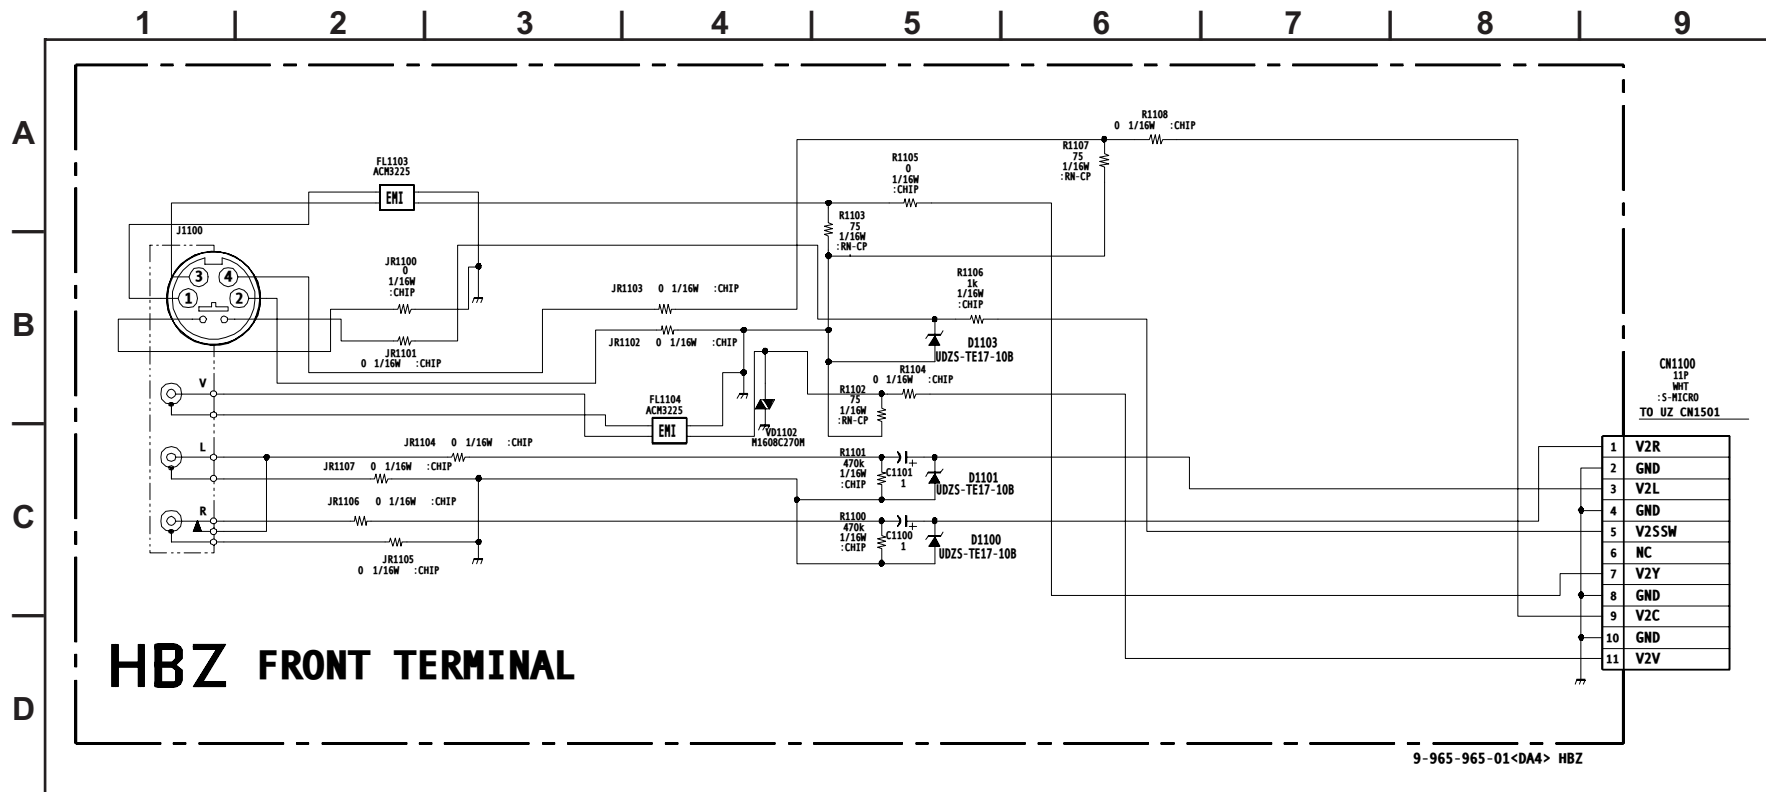 1 2 3 4 5 6 7 8 9
A
B
C
D
R1108
0 1/16W :CHIP
R1107
75
1/16W
:RN-CP
FL1103
ACM3225
EMI
R1105
0
1/16W
:CHIP
R1103
75
1/16W
:RN-CP
J1100
3 4
1 2
JR1100
0
1/16W
:CHIP
JR1103 0 1/16W :CHIP
R1106
1k
1/16W
:CHIP
JR1101
0 1/16W :CHIP
JR1102 0 1/16W :CHIP
D1103
UDZS-TE17-10B
R1104
0 1/16W :CHIP
R1102
75
1/16W
:RN-CP
V
FL1104
ACM3225
EMI
VD1102
M1608C270M
CN1100
11P
WHT
:S-MICRO
TO UZ CN1501
L
JR1104 0 1/16W :CHIP
JR1107 0 1/16W :CHIP
R1101
470k
1/16W
:CHIP
C1101
1
+
D1101
UDZS-TE17-10B
R
JR1106 0 1/16W :CHIP
R1100
470k
1/16W
:CHIP
C1100
1
+
D1100
UDZS-TE17-10B
JR1105
0 1/16W :CHIP
1 V2R
2 GND
3 V2L
4 GND
5 V2SSW
6 NC
7 V2Y
8 GND
9 V2C
10 GND
11 V2V
HBZ FRONT TERMINAL
9-965-965-01<DA4> HBZ